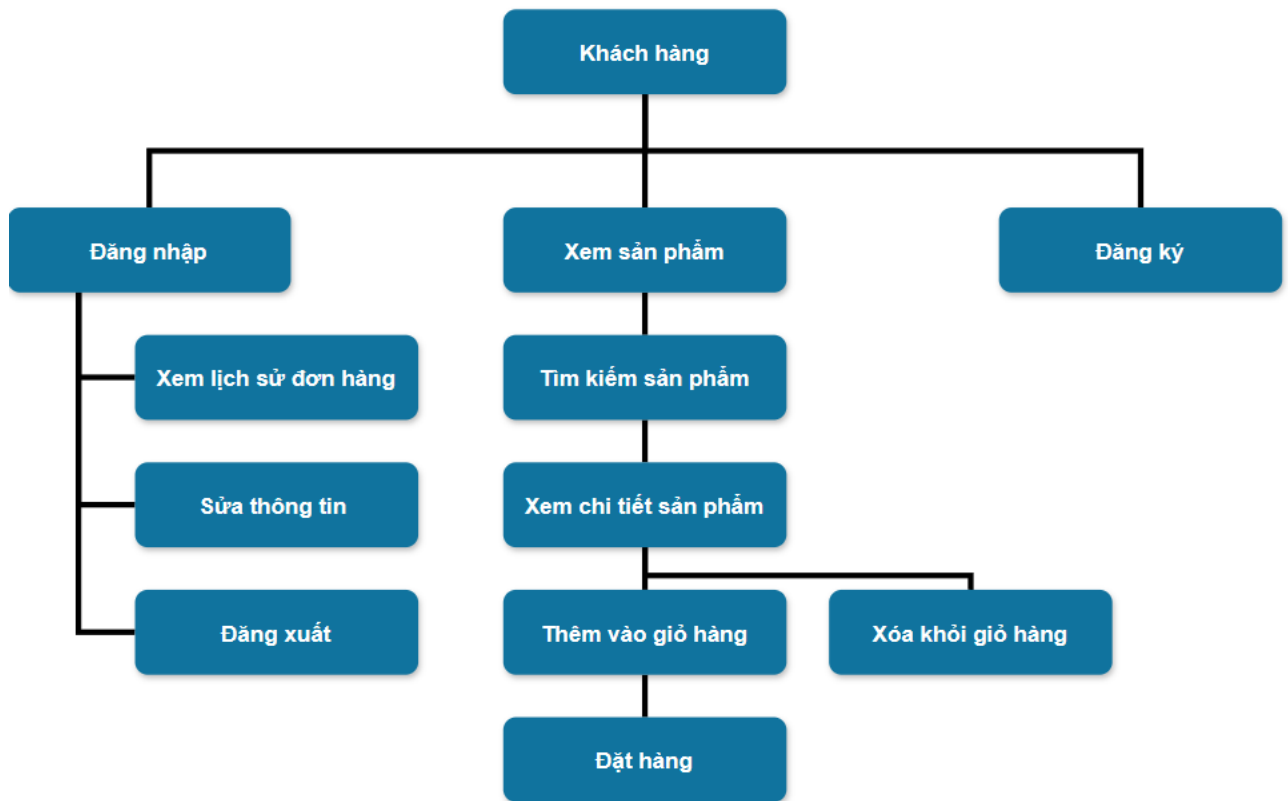 Khách hàng
Đăng nhập
Xem sản phẩm
Đăng ký
Xem lịch sử đơn hàng
Tìm kiếm sản phẩm
Sửa thông tin
Xem chi tiết sản phẩm
Đăng xuất
Thêm vào giỏ hàng
Xóa khỏi giỏ hàng
Đặt hàng